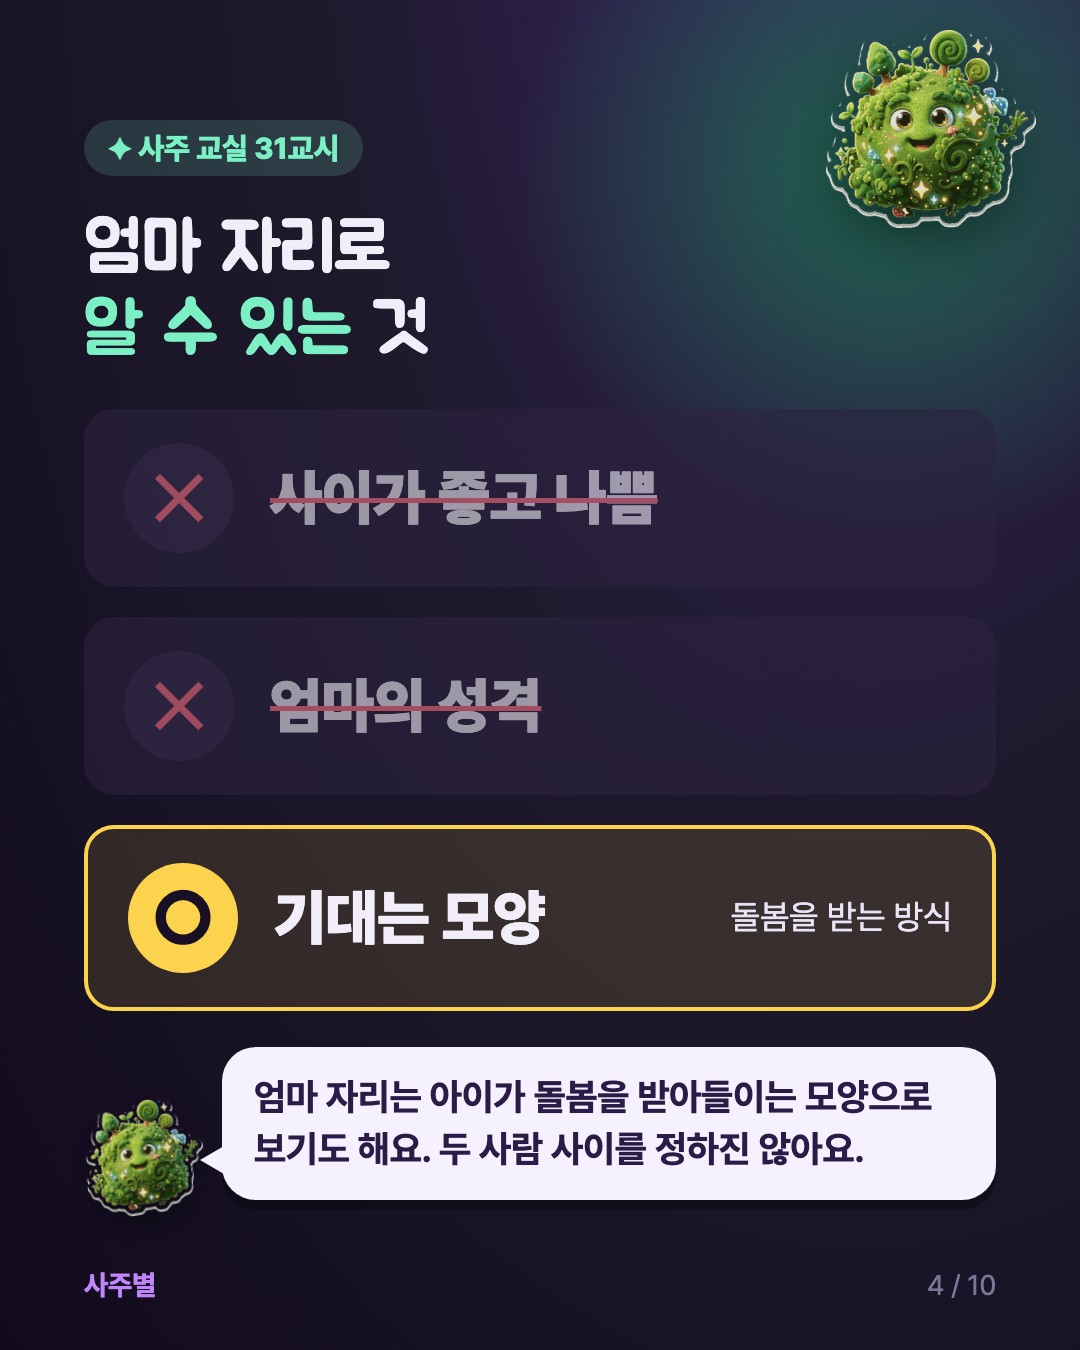 사주 교실 31교시
엄마 자리로
알 수 있는 것
사이가 좋고 나쁨
엄마의 성격
기대는 모양
돌봄을 받는 방식
엄마 자리는 아이가 돌봄을 받아들이는 모양으로
보기도 해요. 두 사람 사이를 정하진 않아요.
사주별
4 / 10